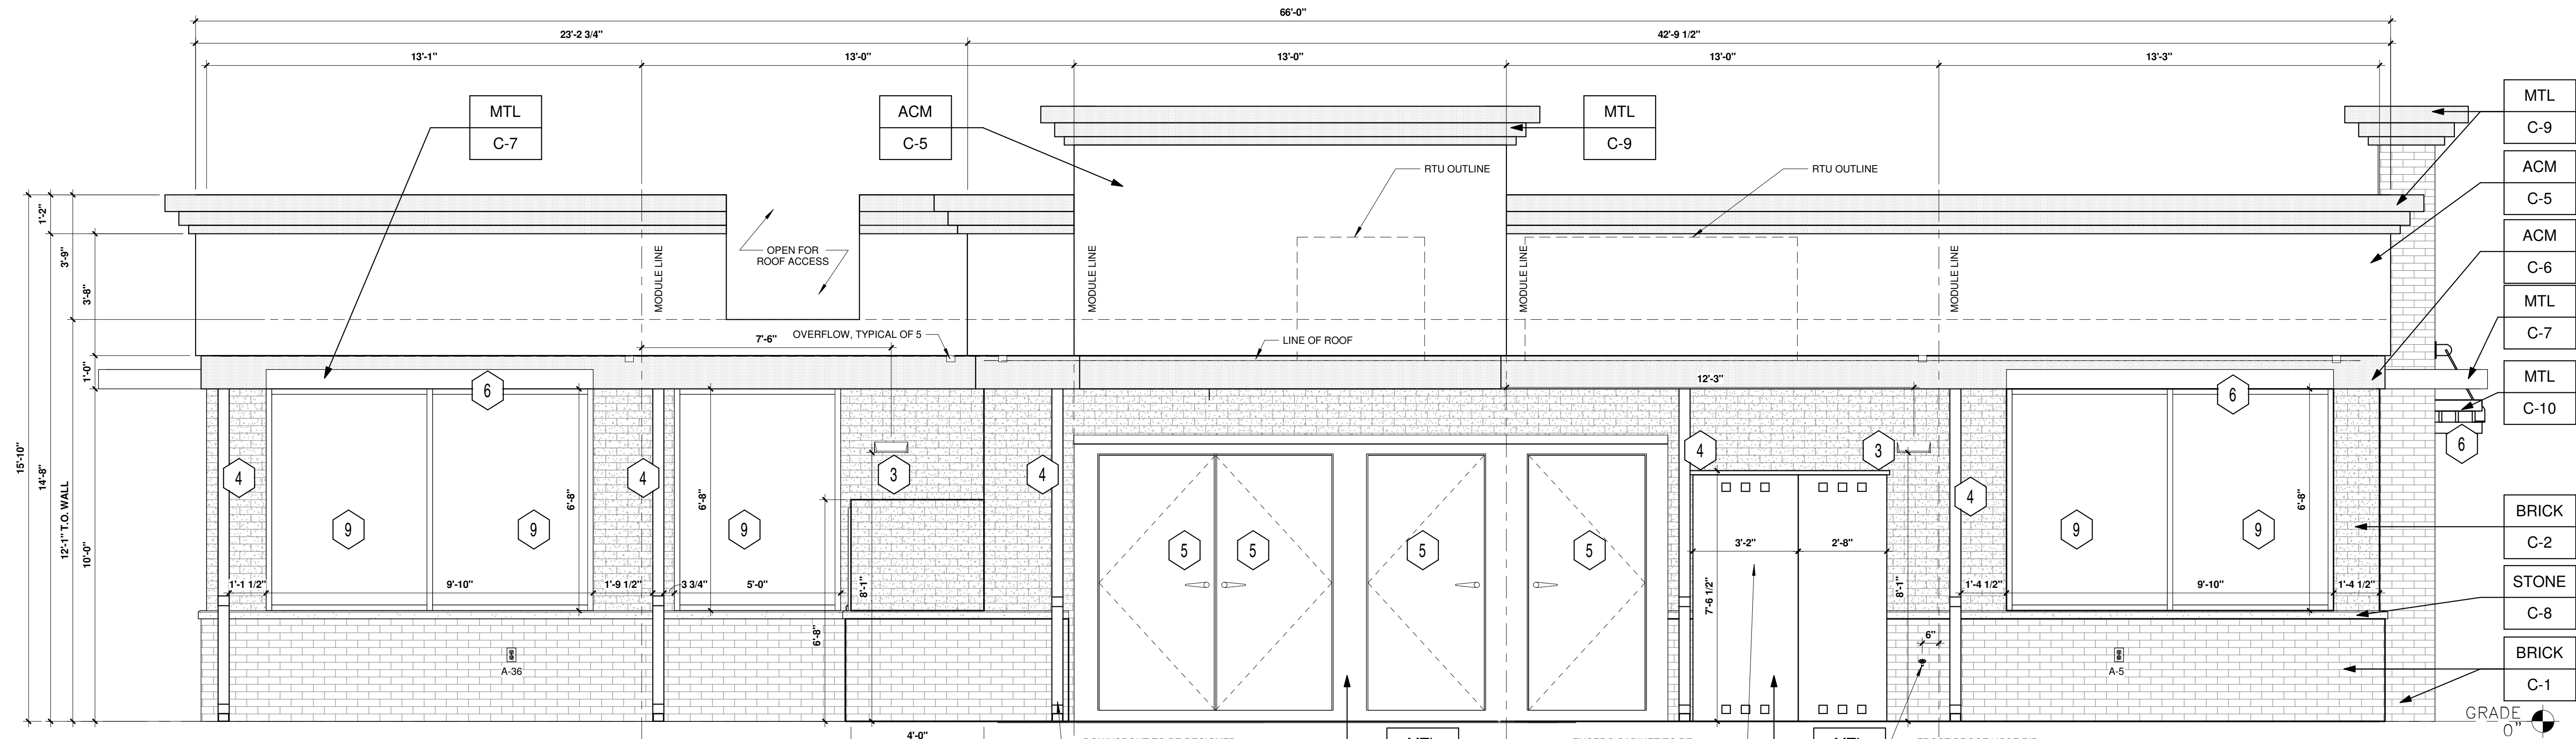 66'-0"
23'-2 3/4"
42'-9 1/2"
13'-1"
13'-0"
13'-0"
13'-0"
13'-3"
MTL
C-7
ACM
C-5
MTL
C-9
MTL
C-9
ACM
C-5
ACM
C-6
MTL
C-7
MTL
C-10
RTU OUTLINE
RTU OUTLINE
OPEN FOR
ROOF ACCESS
MODULE LINE
MODULE LINE
MODULE LINE
MODULE LINE
15'-10"
1'-2"
14'-8"
3'-9"
12'-1" T.O. WALL
3'-8"
1'-0"
10'-0"
7'-6"
OVERFLOW, TYPICAL OF 5
LINE OF ROOF
12'-3"
6
6
6
4
4
3
4
4
3
4
9
9
9
9
9
5
5
5
5
6'-8"
6'-8"
6'-8"
3'-2"
2'-8"
1'-1 1/2"
9'-10"
1'-9 1/2"
3 3/4"
5'-0"
8'-1"
6'-8"
7'-6 1/2"
8'-1"
1'-4 1/2"
9'-10"
1'-4 1/2"
6"
A-36
A-5
BRICK
C-2
STONE
C-8
BRICK
C-1
GRADE
0"
4'-0"